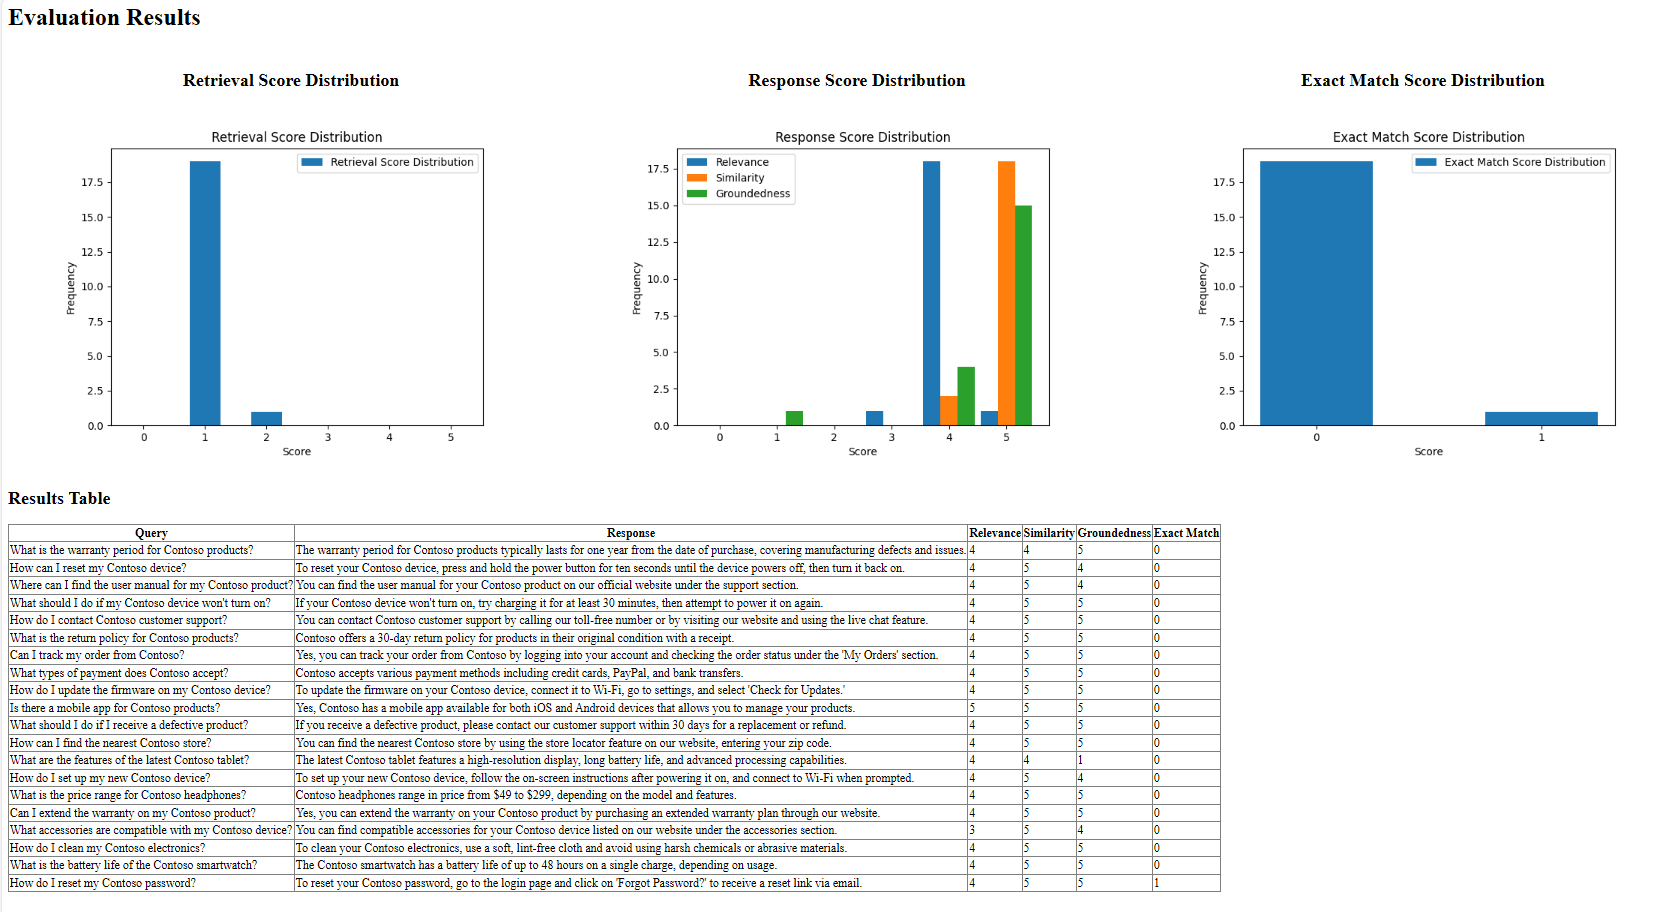 Evaluation Results
Retrieval Score Distribution
Response Score Distribution
Exact Match Score Distribution
Retrieval Score Distribution
Retrieval Score Distribution
17.5
15.0
12.5
10.0
7.5
5.0
2.5
0.0
Frequency
0 1 2 3 4 5
Score
Response Score Distribution
Relevance
Similarity
Groundedness
17.5
15.0
12.5
10.0
7.5
5.0
2.5
0.0
Frequency
0 1 2 3 4 5
Score
Exact Match Score Distribution
Exact Match Score Distribution
17.5
15.0
12.5
10.0
7.5
5.0
2.5
0.0
Frequency
0 1
Score
Results Table
Query Response Relevance Similarity Groundedness Exact Match
What is the warranty period for Contoso products? The warranty period for Contoso products typically lasts for one year from the date of purchase, covering manufacturing defects and issues. 4 4 5 0
How can I reset my Contoso device? To reset your Contoso device, press and hold the power button for ten seconds until the device powers off, then turn it back on. 4 5 4 0
Where can I find the user manual for my Contoso product? You can find the user manual for your Contoso product on our official website under the support section. 4 5 4 0
What should I do if my Contoso device won't turn on? If your Contoso device won't turn on, try charging it for at least 30 minutes, then attempt to power it on again. 4 5 5 0
How do I contact Contoso customer support? You can contact Contoso customer support by calling our toll-free number or by visiting our website and using the live chat feature. 4 5 5 0
What is the return policy for Contoso products? Contoso offers a 30-day return policy for products in their original condition with a receipt. 4 5 5 0
Can I track my order from Contoso? Yes, you can track your order from Contoso by logging into your account and checking the order status under the 'My Orders' section. 4 5 5 0
What types of payment does Contoso accept? Contoso accepts various payment methods including credit cards, PayPal, and bank transfers. 4 5 5 0
How do I update the firmware on my Contoso device? To update the firmware on your Contoso device, connect it to Wi-Fi, go to settings, and select 'Check for Updates.' 4 5 5 0
Is there a mobile app for Contoso products? Yes, Contoso has a mobile app available for both iOS and Android devices that allows you to manage your products. 5 5 5 0
What should I do if I receive a defective product? If you receive a defective product, please contact our customer support within 30 days for a replacement or refund. 4 5 5 0
How can I find the nearest Contoso store? You can find the nearest Contoso store by using the store locator feature on our website, entering your zip code. 4 5 5 0
What are the features of the latest Contoso tablet? The latest Contoso tablet features a high-resolution display, long battery life, and advanced processing capabilities. 4 4 1 0
How do I set up my new Contoso device? To set up your new Contoso device, follow the on-screen instructions after powering it on, and connect to Wi-Fi when prompted. 4 5 4 0
What is the price range for Contoso headphones? Contoso headphones range in price from $49 to $299, depending on the model and features. 4 5 5 0
Can I extend the warranty on my Contoso product? Yes, you can extend the warranty on your Contoso product by purchasing an extended warranty plan through our website. 4 5 5 0
What accessories are compatible with my Contoso device? You can find compatible accessories for your Contoso device listed on our website under the accessories section. 3 5 4 0
How do I clean my Contoso electronics? To clean your Contoso electronics, use a soft, lint-free cloth and avoid using harsh chemicals or abrasive materials. 4 5 5 0
What is the battery life of the Contoso smartwatch? The Contoso smartwatch has a battery life of up to 48 hours on a single charge, depending on usage. 4 5 5 0
How do I reset my Contoso password? To reset your Contoso password, go to the login page and click on 'Forgot Password?' to receive a reset link via email. 4 5 5 1